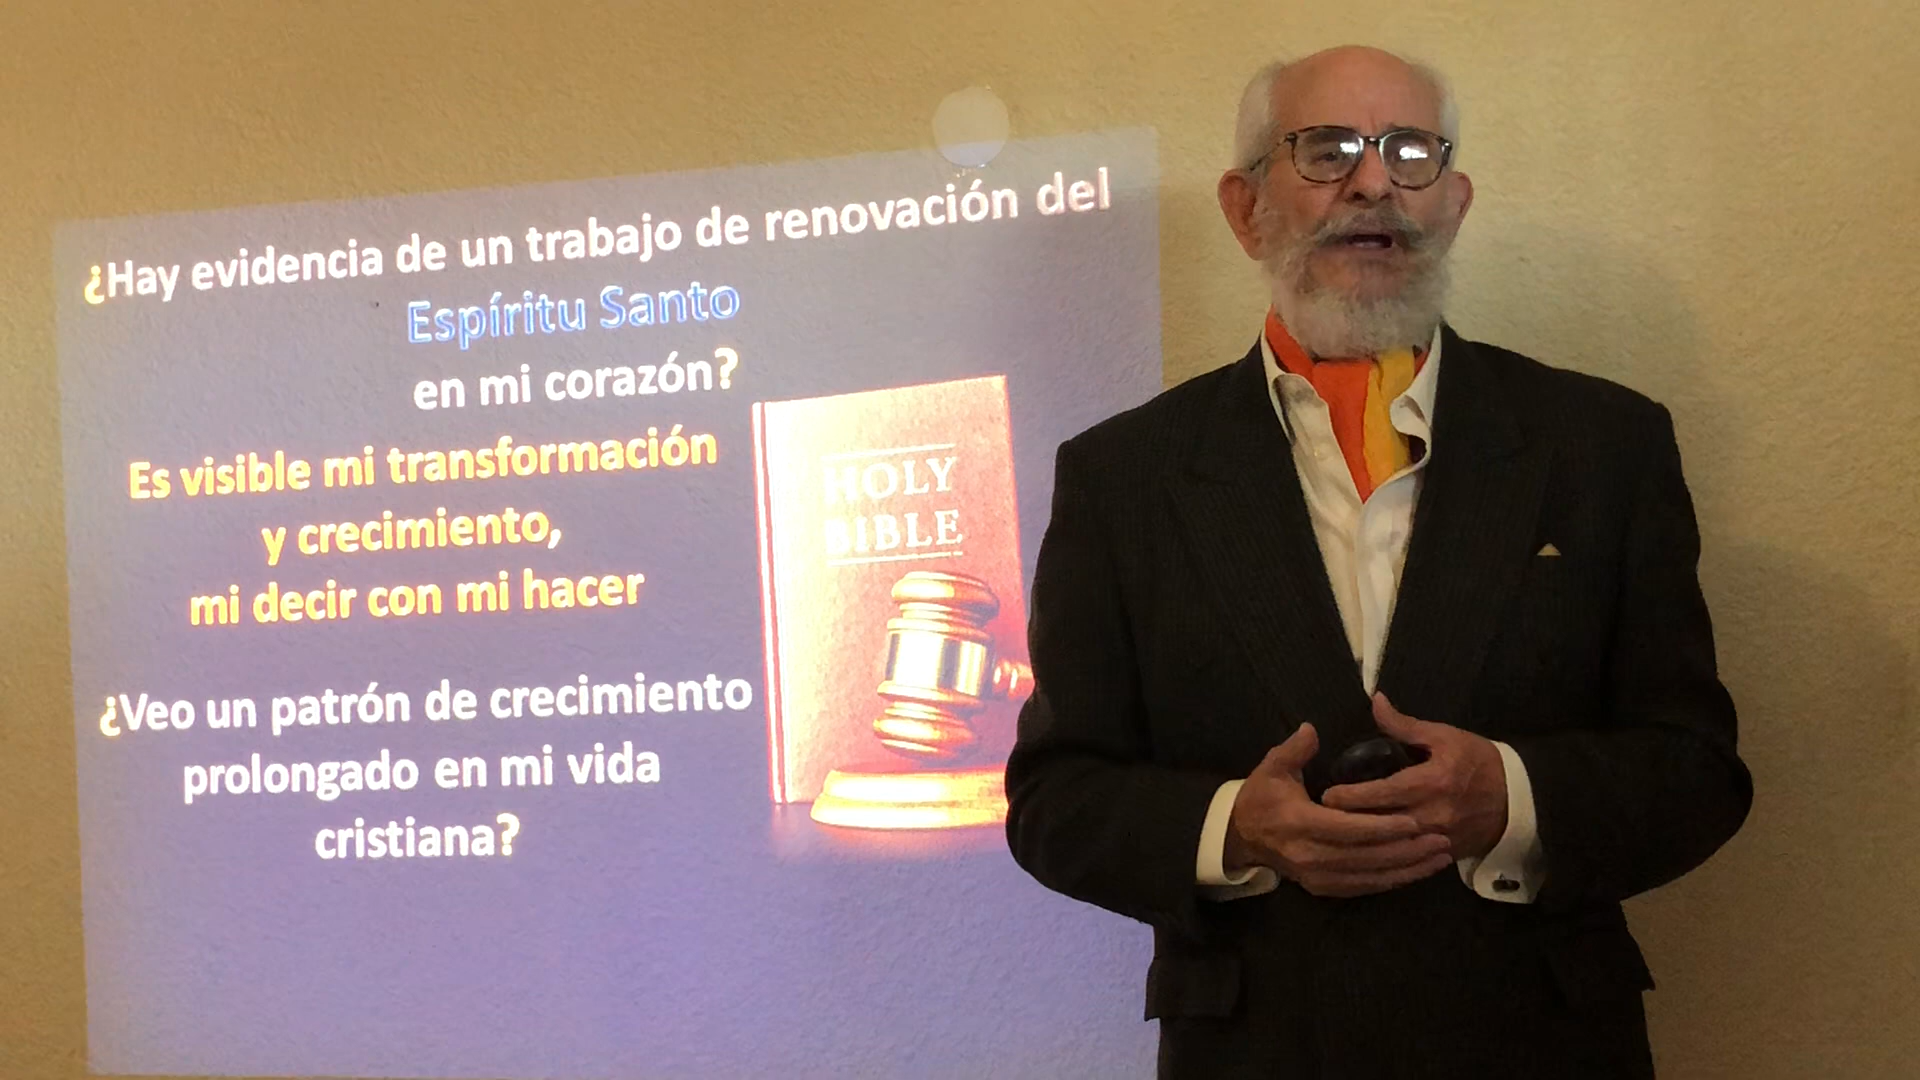 ¿Hay evidencia de un trabajo de renovación del
Espíritu Santo
en mi corazón?
Es visible mi transformación
y crecimiento,
mi decir con mi hacer
¿Veo un patrón de crecimiento
prolongado en mi vida
cristiana?
HOLY
BIBLE